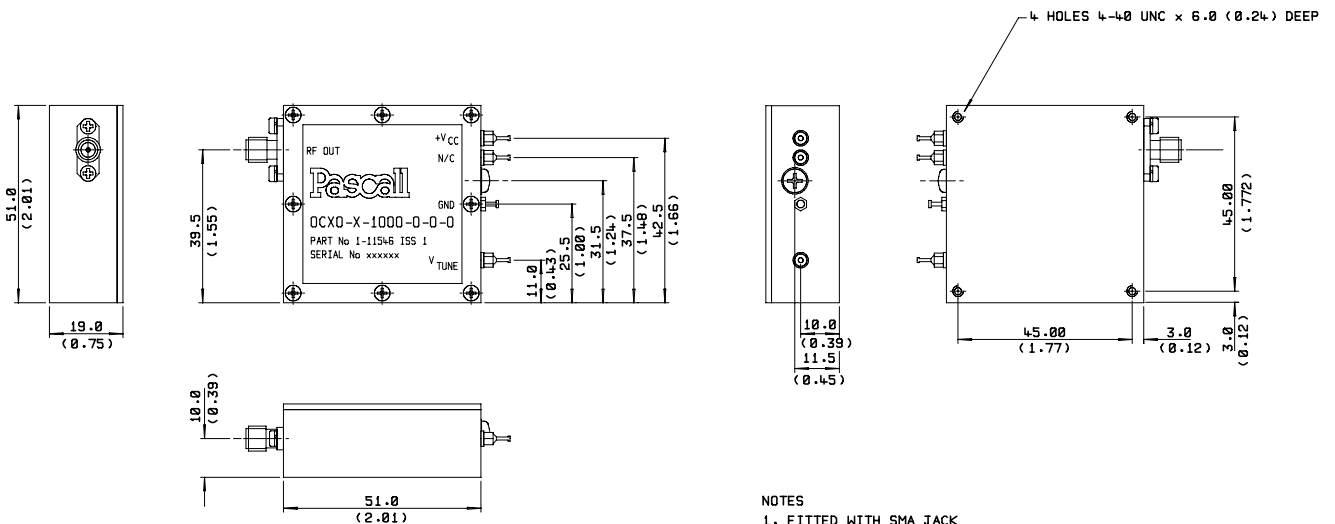 4 HOLES 4-40 UNC x 6.0 (0.24) DEEP
51.0
(2.01)
19.0
(0.75)
39.5
(1.55)
RF OUT
+VCC
N/C
Pascall
GND
OCXO-X-1000-0-0-0
PART No 1-11546 ISS 1
SERIAL No xxxxxx
V TUNE
11.0
(0.43)
25.5
(1.00)
31.5
(1.24)
37.5
(1.48)
42.5
(1.66)
10.0
(0.39)
11.5
(0.45)
45.00
(1.772)
45.00
(1.77)
3.0
(0.12)
3.0
(0.12)
10.0
(0.39)
51.0
(2.01)
NOTES
1. FITTED WITH SMA JACK